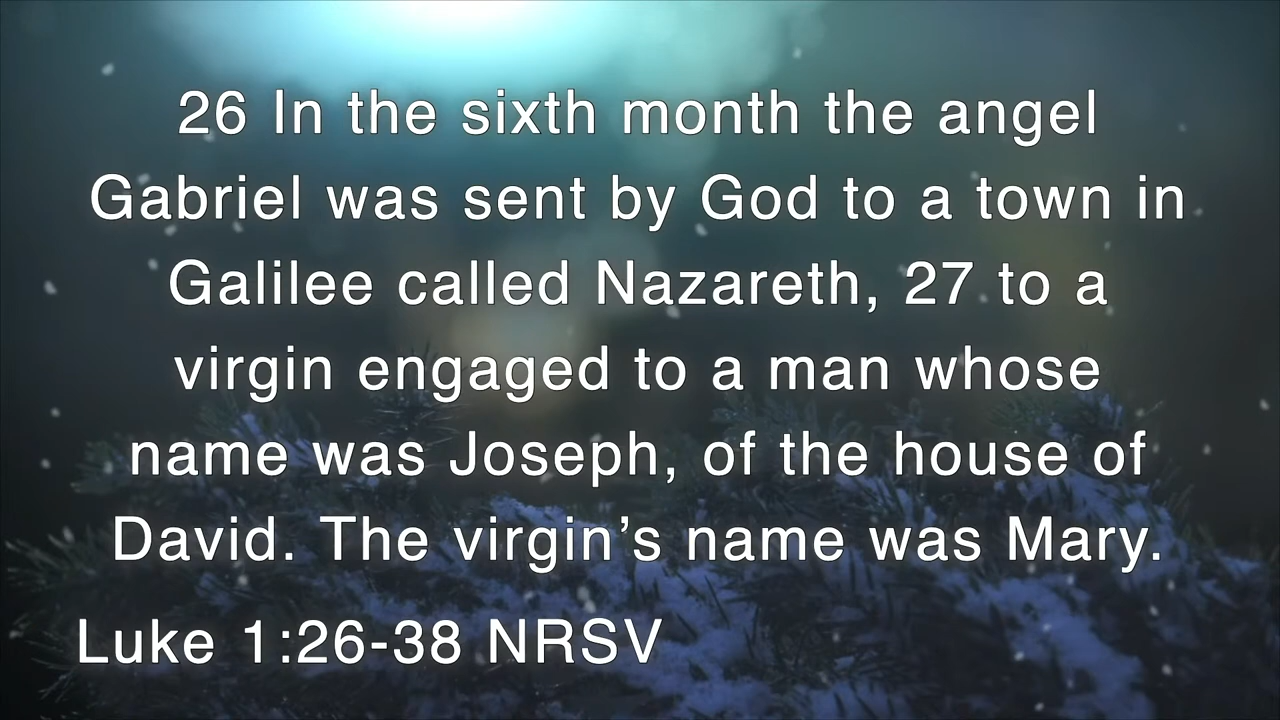 26 In the sixth month the angel
Gabriel was sent by God to a town in
Galilee called Nazareth, 27 to a
virgin engaged to a man whose
name was Joseph, of the house of
David. The virgin’s name was Mary.
Luke 1:26-38 NRSV